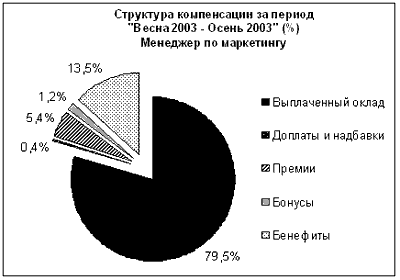 Структура компенсации за период
"Весна 2003 - Осень 2003" (%)
Менеджер по маркетингу
13,5%
1,2%
5,4%
0,4%
79,5%
Выплаченный оклад
Доплаты и надбавки
Премии
Бонусы
Бенефиты